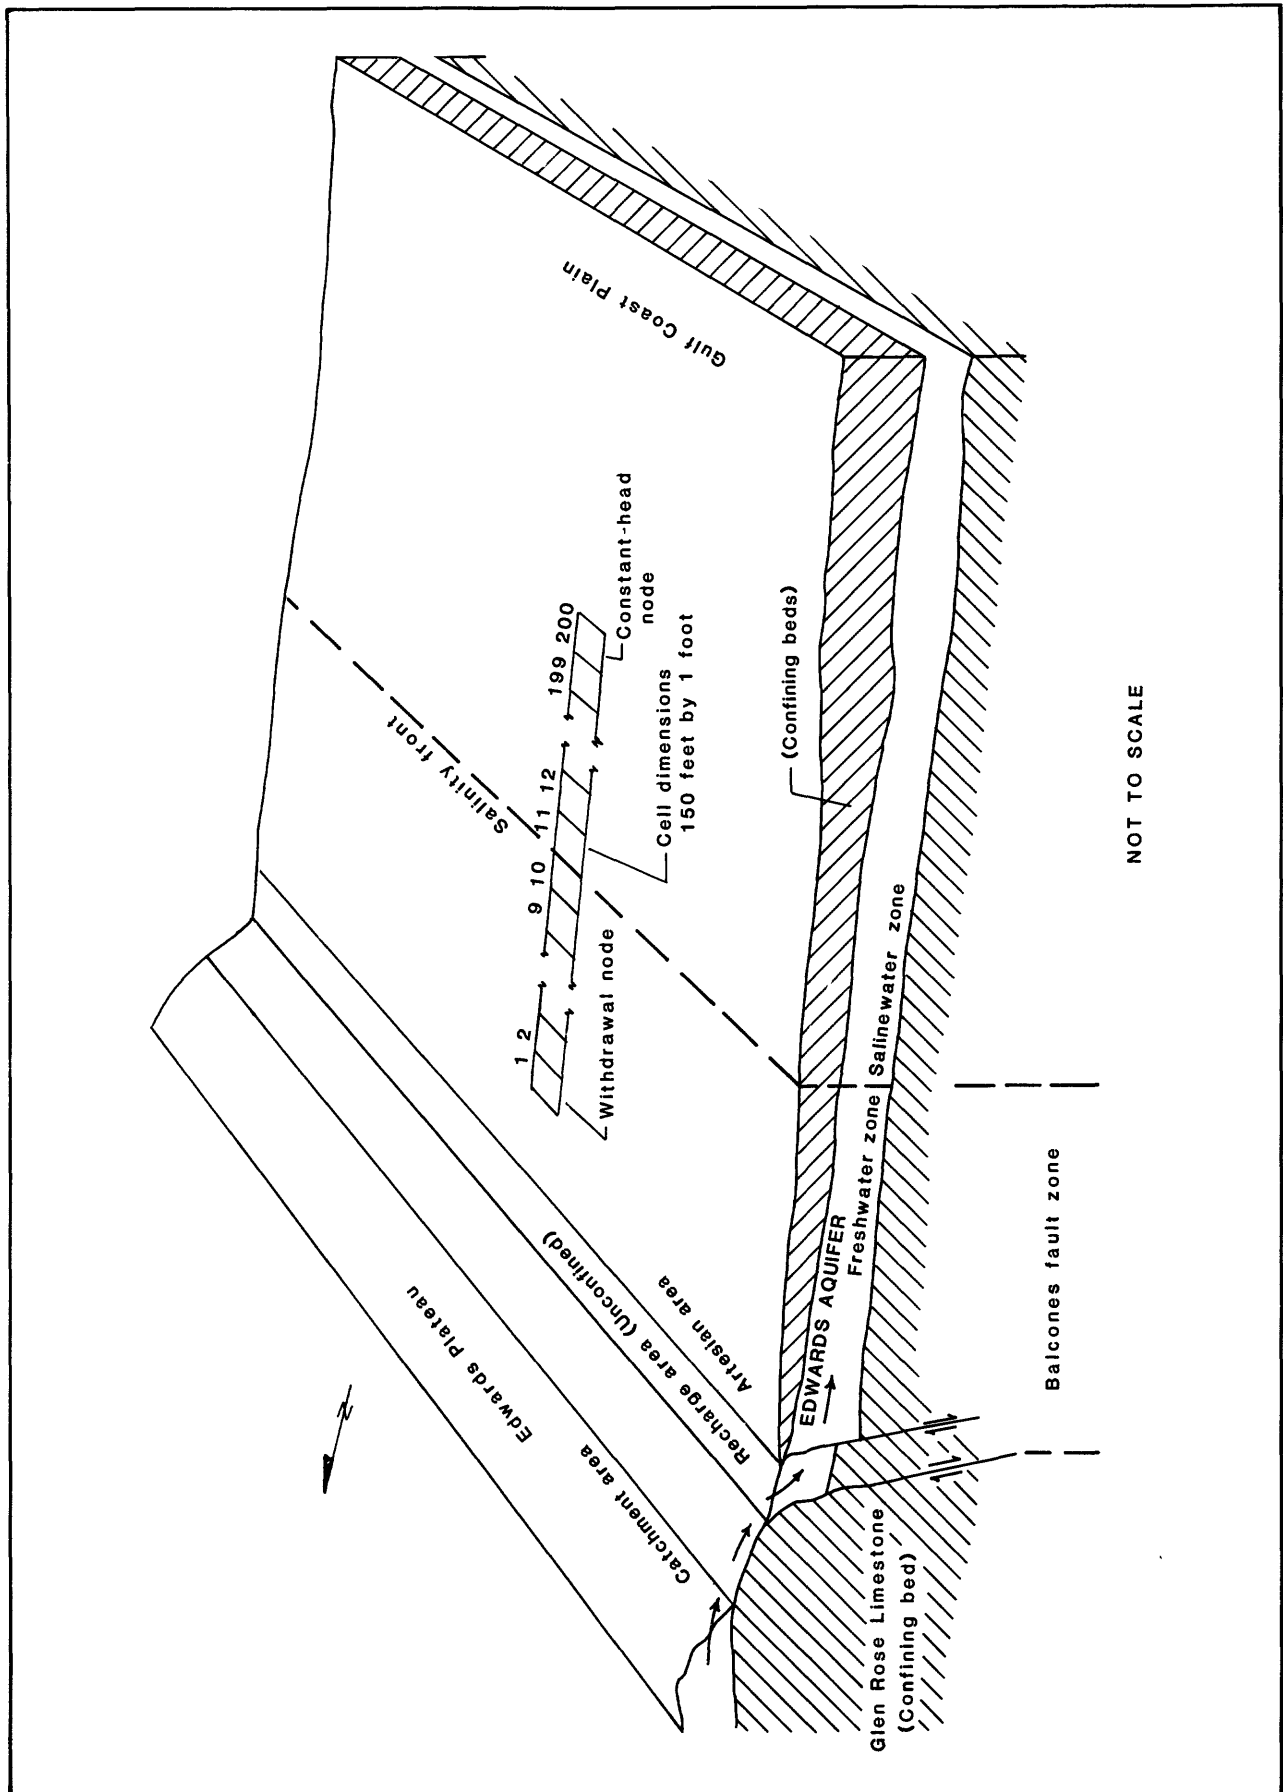 N
Edwards Plateau
Catchment area
Recharge area (Unconfined)
Artesian area
Salinity front
Gulf Coast Plain
1 2
9 10
11 12
199 200
Withdrawal node
Cell dimensions
150 feet by 1 foot
Constant-head
node
(Confining beds)
EDWARDS AQUIFER
Freshwater zone
Salinewater zone
Glen Rose Limestone
(Confining bed)
Balcones fault zone
NOT TO SCALE